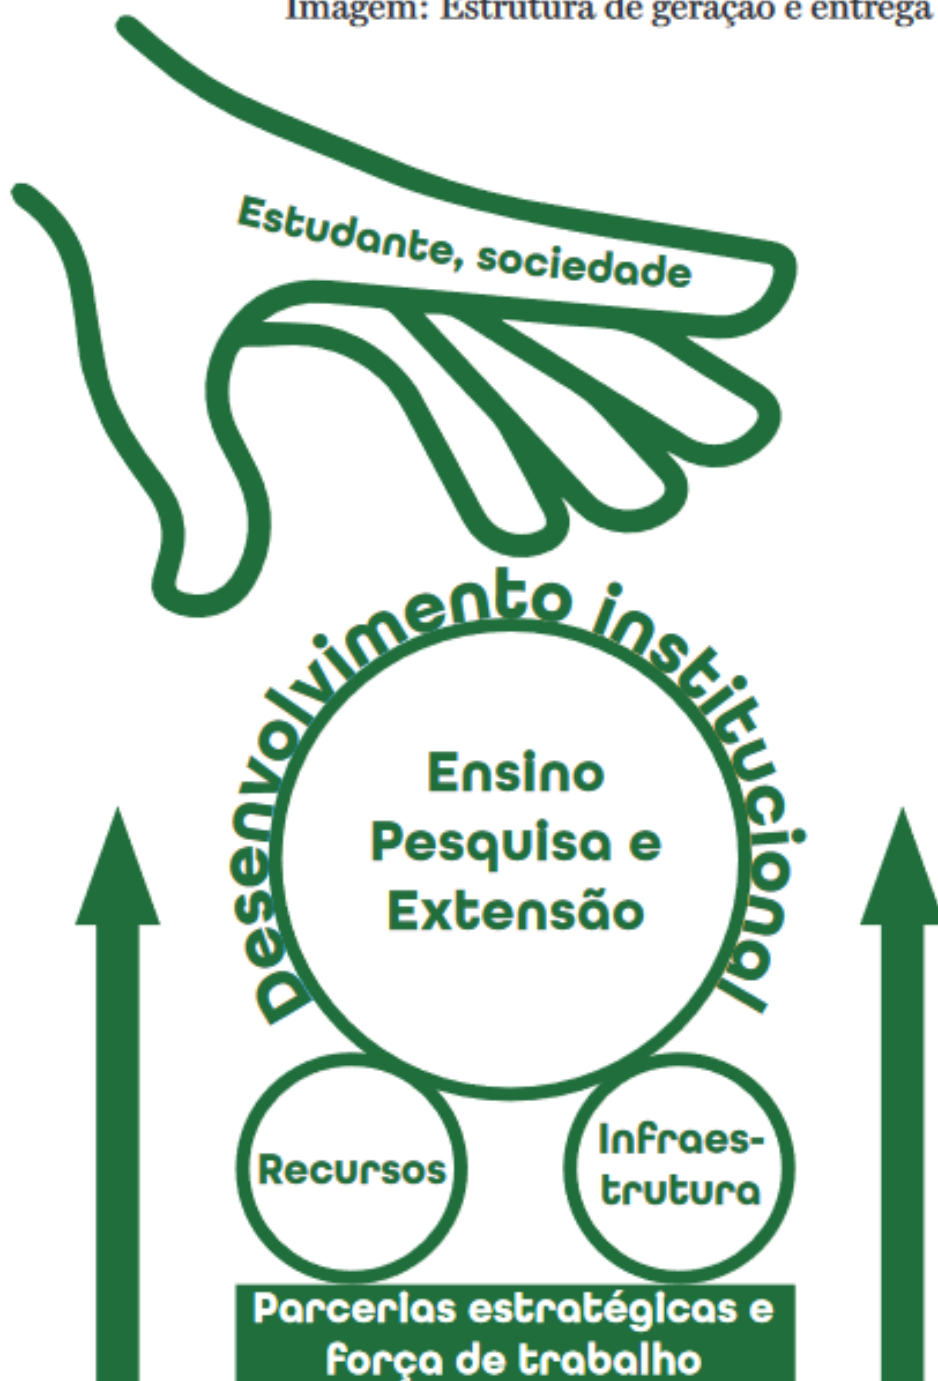 Imagem: Estrutura de geração e entrega
Estudante, sociedade
Desenvolvimento institucional
Ensino
Pesquisa e
Extensão
Recursos
Infraes-
trutura
Parcerias estratégicas e
força de trabalho